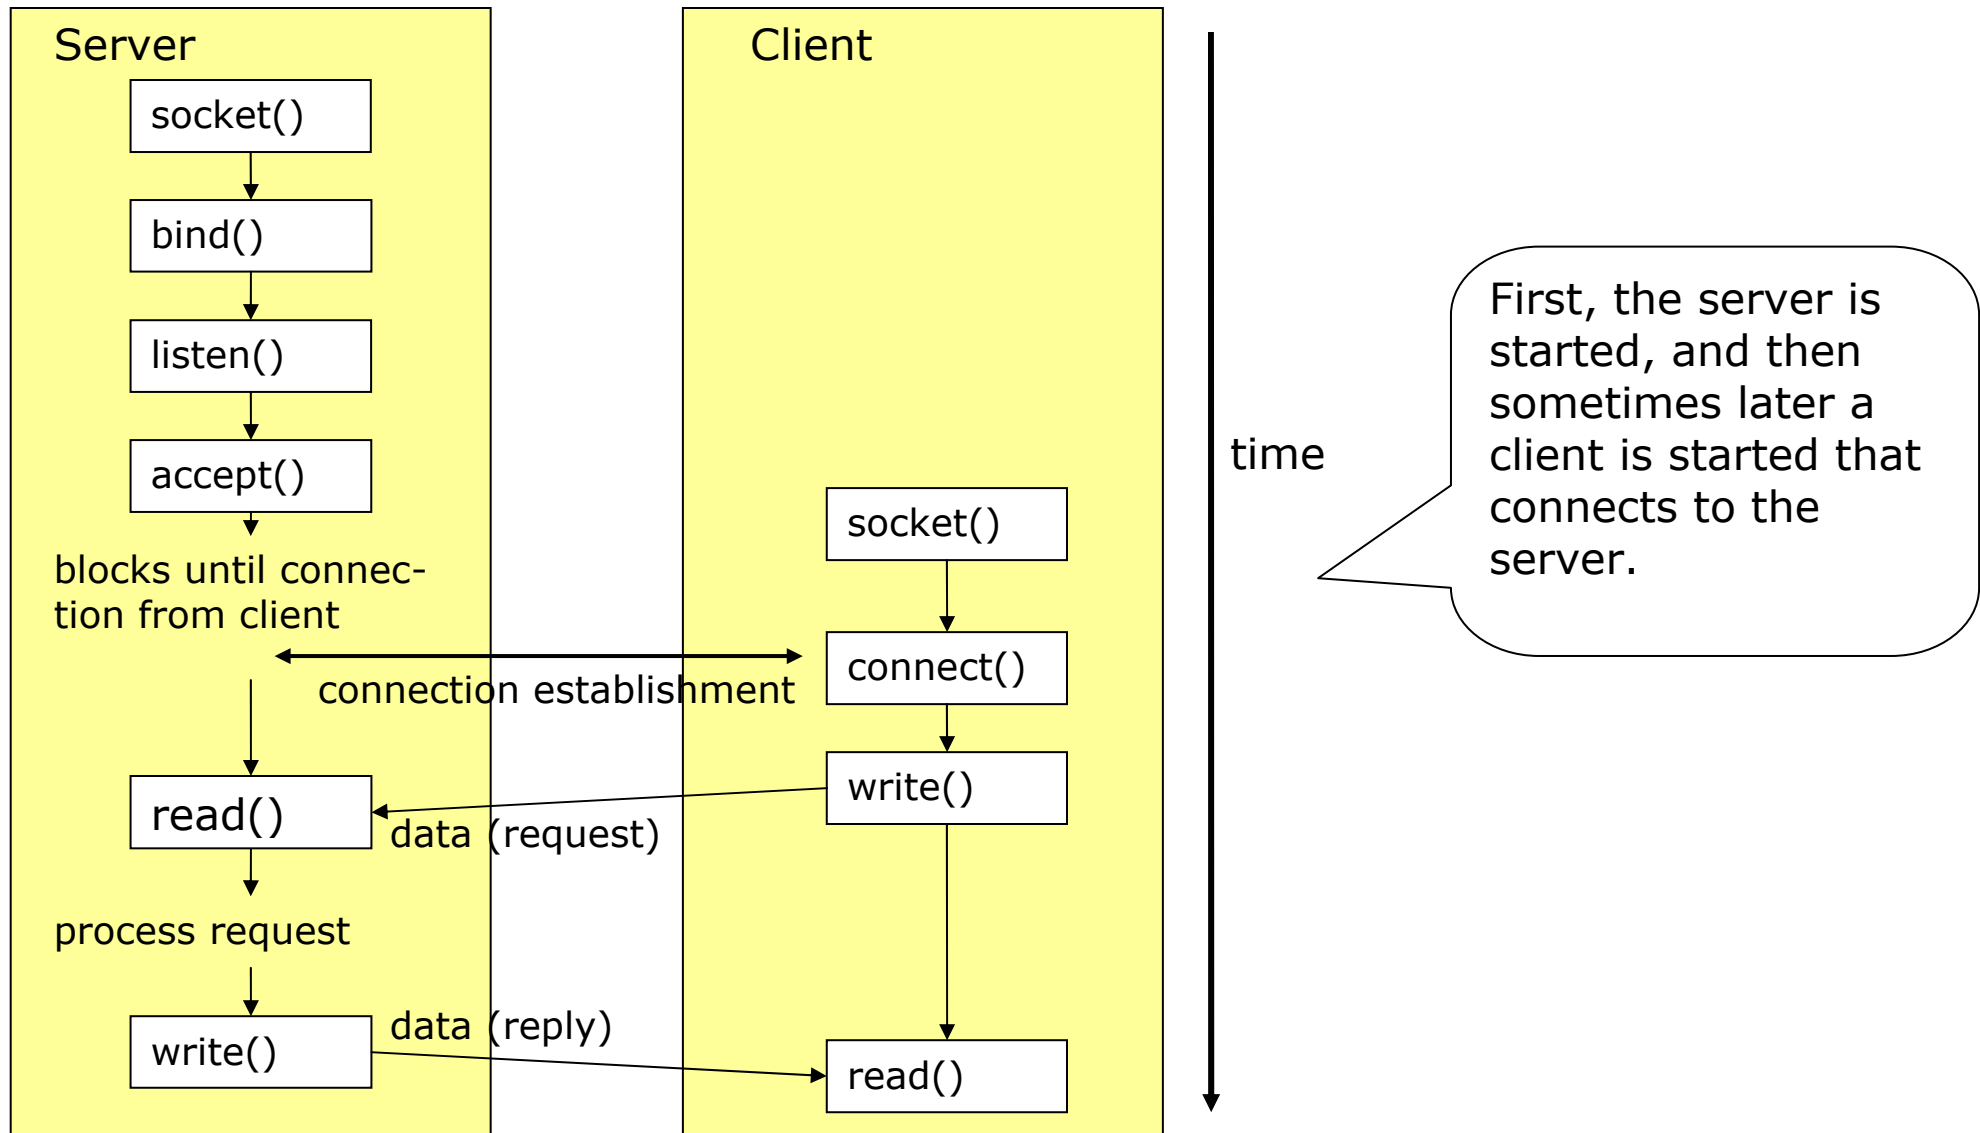 Server
socket()
bind()
listen()
accept()
blocks until connec-
tion from client
connection establishment
read()
data (request)
process request
write()
data (reply)
Client
socket()
connect()
write()
read()
time
First, the server is
started, and then
sometimes later a
client is started that
connects to the
server.